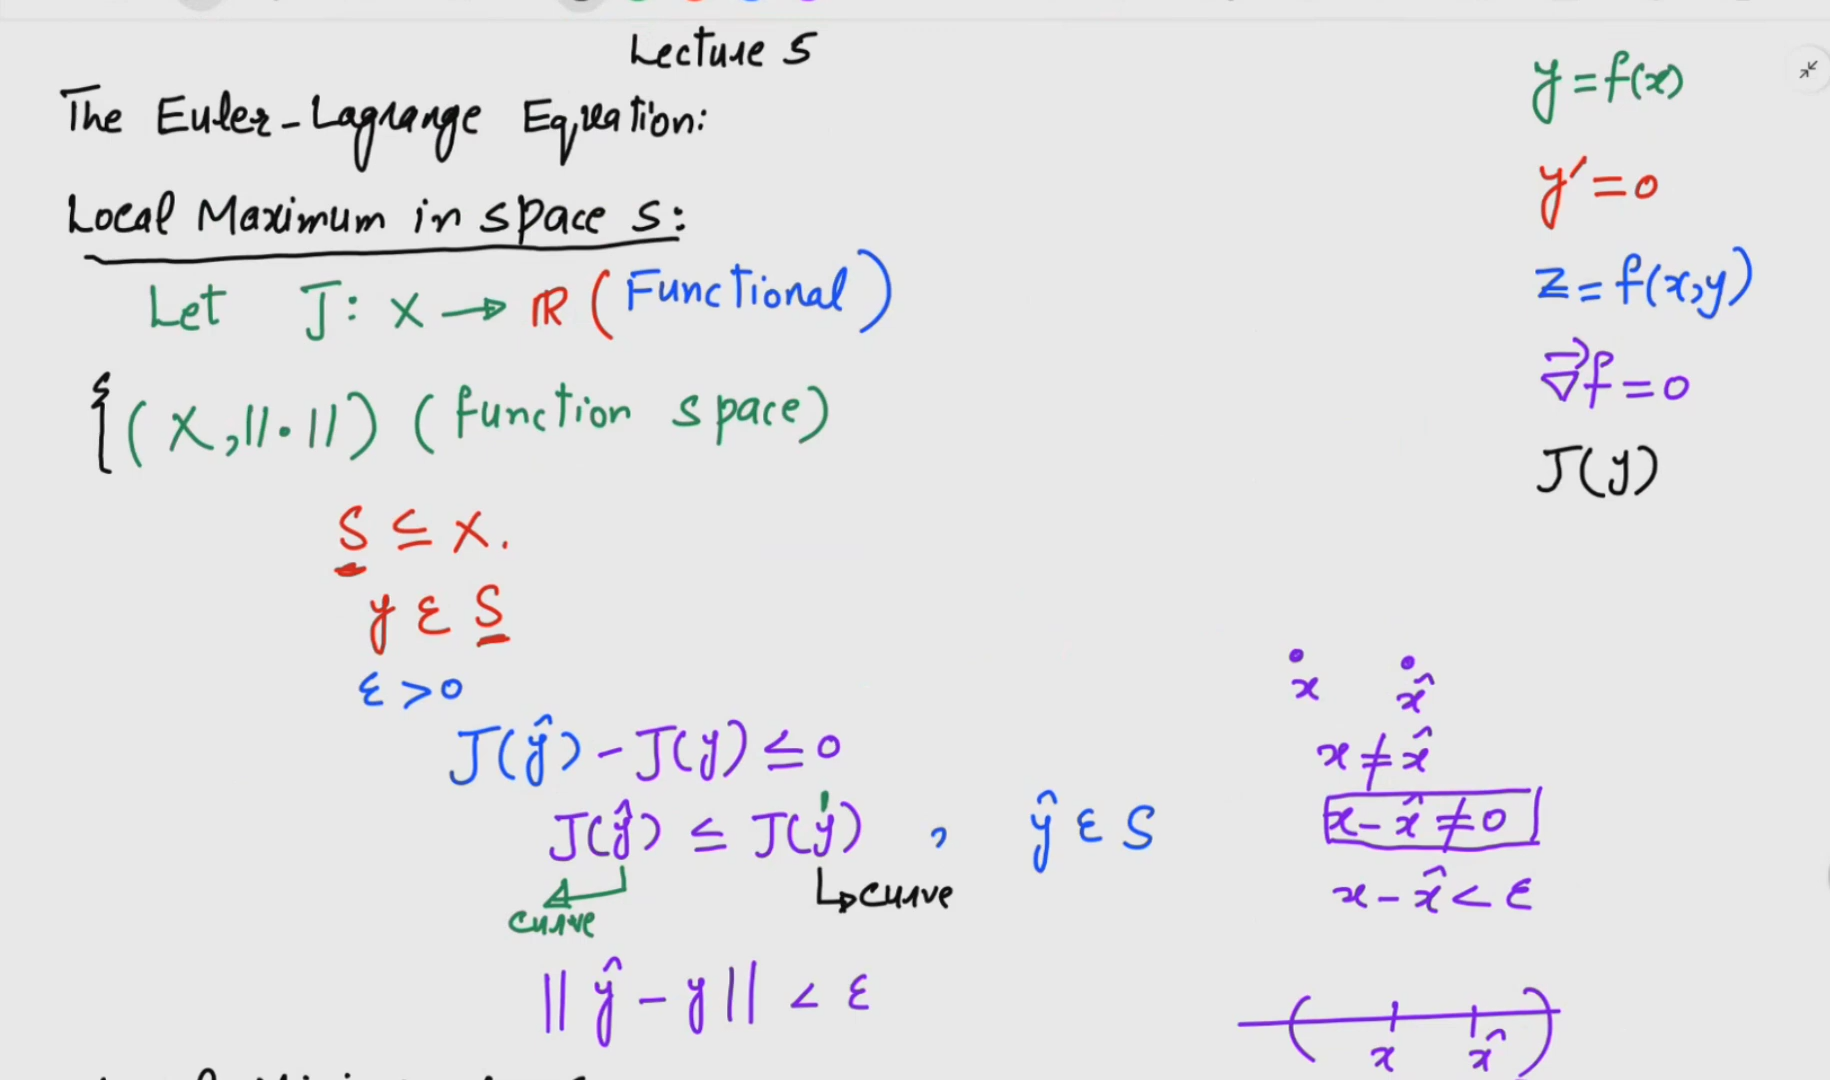 Lecture 5
The Euler-Lagrange Equation:
Local Maximum in space S:
Let J: X → ℝ (Functional)
{(X, ||·||) (function space)
S ⊆ X.
y ε S
ε > 0
J(ŷ) - J(y) ≤ 0
J(ŷ) ≤ J(y) , ŷ ε S
curve
↳ curve
|| ŷ - y || < ε
y = f(x)
y' = 0
z = f(x,y)
∇⃗f = 0
J(y)
x x̂
x ≠ x̂
x - x̂ ≠ 0
x - x̂ < ε
( x x̂ )